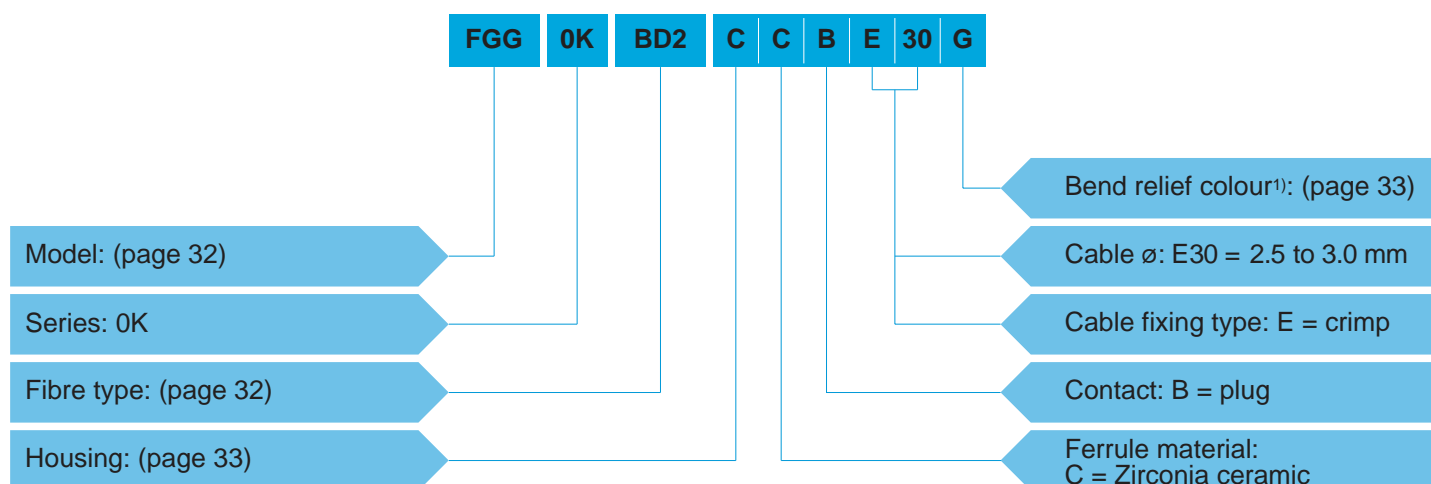 FGG 0K BD2 C C B E 30 G
Bend relief colour1): (page 33)
Model: (page 32)
Cable ø: E30 = 2.5 to 3.0 mm
Series: 0K
Cable fixing type: E = crimp
Fibre type: (page 32)
Contact: B = plug
Housing: (page 33)
Ferrule material:
C = Zirconia ceramic